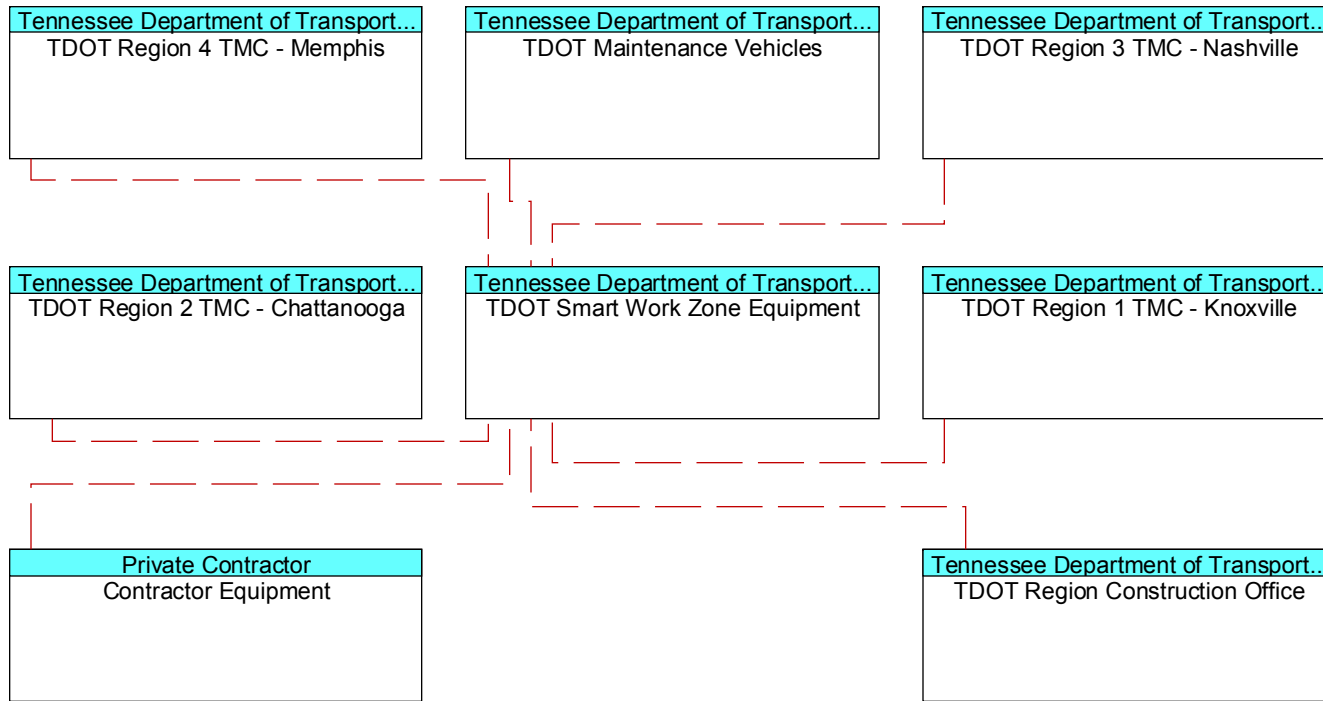 Tennessee Department of Transport...
TDOT Region 4 TMC - Memphis
Tennessee Department of Transport...
TDOT Maintenance Vehicles
Tennessee Department of Transport...
TDOT Region 3 TMC - Nashville
Tennessee Department of Transport...
TDOT Region 2 TMC - Chattanooga
Tennessee Department of Transport...
TDOT Smart Work Zone Equipment
Tennessee Department of Transport...
TDOT Region 1 TMC - Knoxville
Private Contractor
Contractor Equipment
Tennessee Department of Transport...
TDOT Region Construction Office